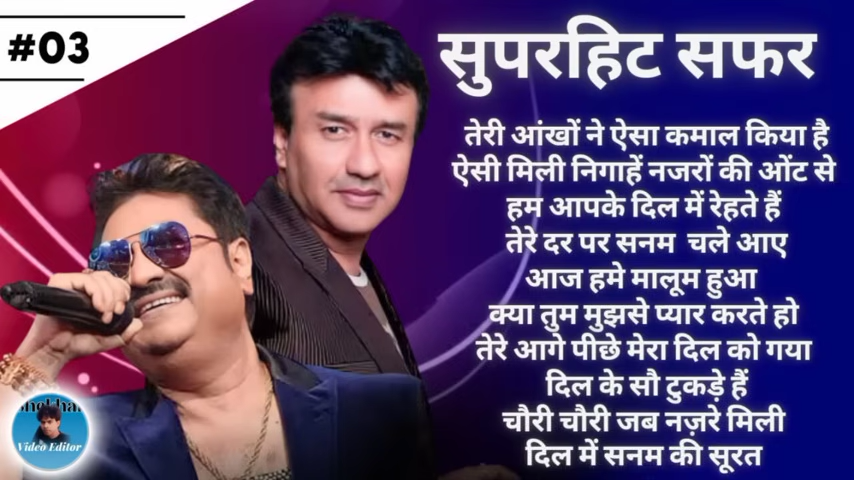 #03
सुपरहिट सफर
तेरी आंखों ने ऐसा कमाल किया है
ऐसी मिली निगाहें नजरों की ओंट से
हम आपके दिल में रेहते हैं
तेरे दर पर सनम चले आए
आज हमे मालूम हुआ
क्या तुम मुझसे प्यार करते हो
तेरे आगे पीछे मेरा दिल को गया
दिल के सौ टुकड़े हैं
चौरी चौरी जब नज़रे मिली
दिल में सनम की सूरत
Video Editor